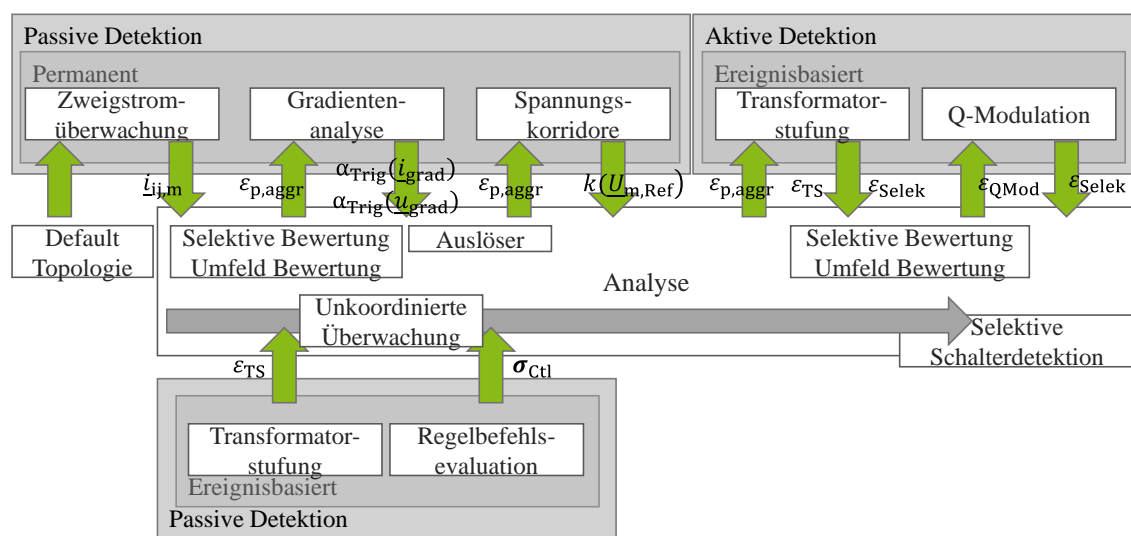 Passive Detektion
Permanent
Zweigstrom-
überwachung
Gradienten-
analyse
Spannungs-
korridore
Aktive Detektion
Ereignisbasiert
Transformator-
stufung
Q-Modulation
i̲ij,m
εp,aggr
αTrig(i̲grad)
αTrig(u̲grad)
εp,aggr
k(U̲m,Ref)
εp,aggr
εTS
εSelek
εQMod
εSelek
Default
Topologie
Selektive Bewertung
Umfeld Bewertung
Auslöser
Selektive Bewertung
Umfeld Bewertung
Analyse
Unkoordinierte
Überwachung
Selektive
Schalterdetektion
εTS
σCtl
Transformator-
stufung
Regelbefehls-
evaluation
Ereignisbasiert
Passive Detektion